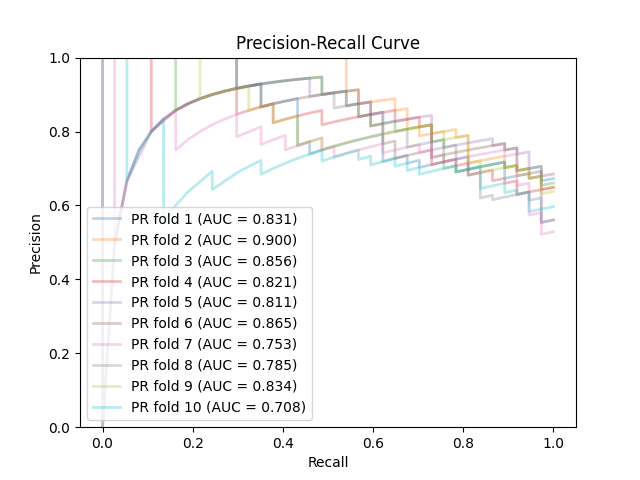 Precision-Recall Curve
1.0
0.8
0.6
0.4
0.2
0.0
Precision
PR fold 1 (AUC = 0.831)
PR fold 2 (AUC = 0.900)
PR fold 3 (AUC = 0.856)
PR fold 4 (AUC = 0.821)
PR fold 5 (AUC = 0.811)
PR fold 6 (AUC = 0.865)
PR fold 7 (AUC = 0.753)
PR fold 8 (AUC = 0.785)
PR fold 9 (AUC = 0.834)
PR fold 10 (AUC = 0.708)
0.0 0.2 0.4 0.6 0.8 1.0
Recall